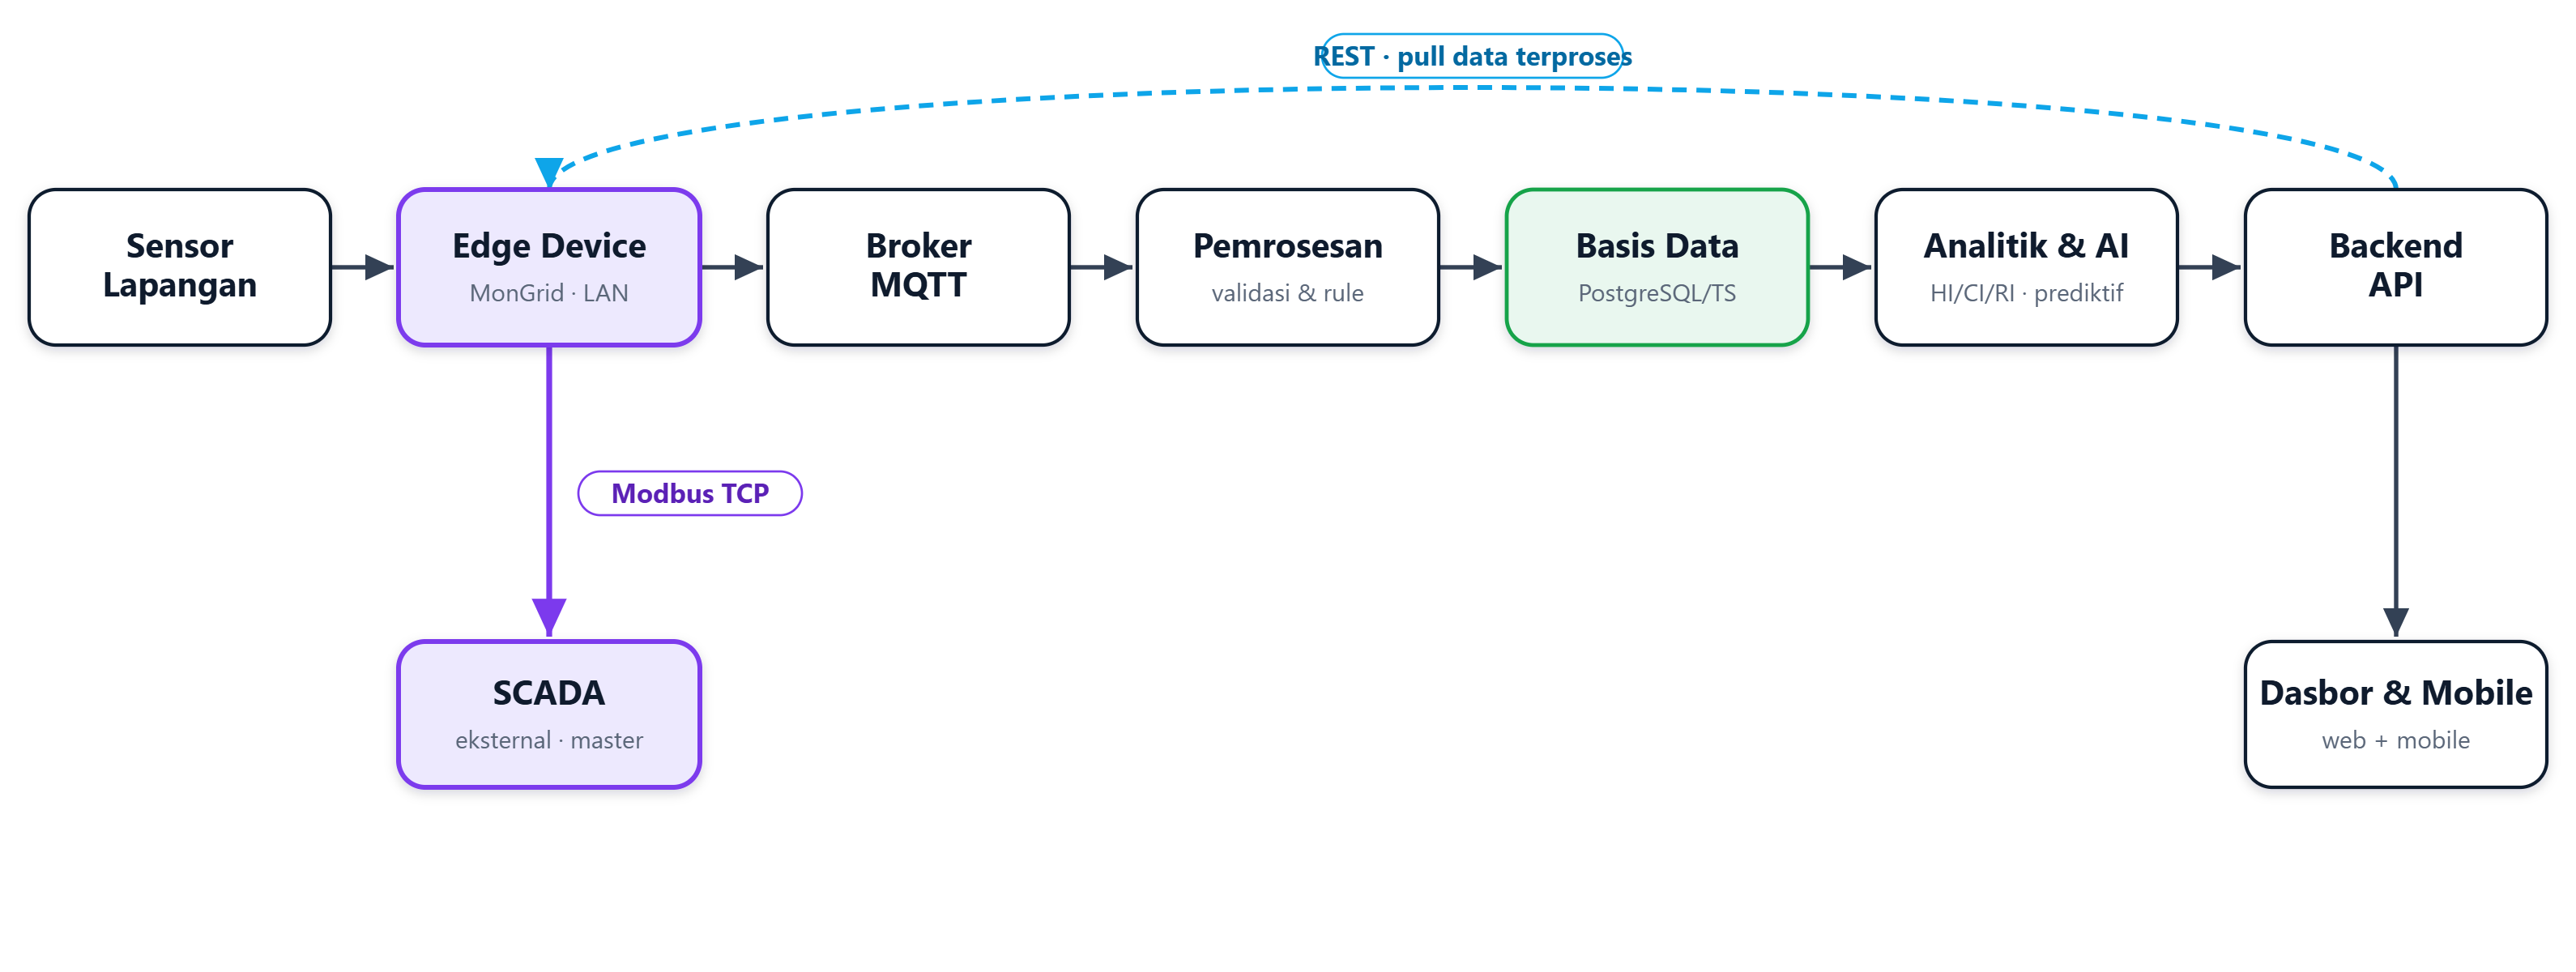 REST · pull data terproses
Sensor
Lapangan
Edge Device
MonGrid · LAN
Broker
MQTT
Pemrosesan
validasi & rule
Basis Data
PostgreSQL/TS
Analitik & AI
HI/CI/RI · prediktif
Backend
API
Modbus TCP
SCADA
eksternal · master
Dasbor & Mobile
web + mobile